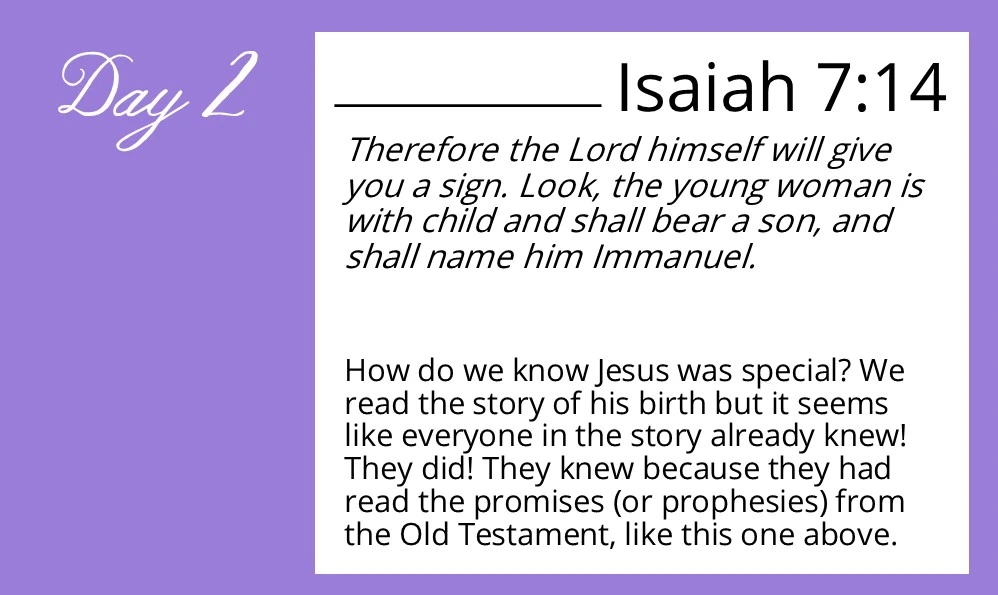 Day 2
Isaiah 7:14
Therefore the Lord himself will give
you a sign. Look, the young woman is
with child and shall bear a son, and
shall name him Immanuel.
How do we know Jesus was special? We
read the story of his birth but it seems
like everyone in the story already knew!
They did! They knew because they had
read the promises (or prophesies) from
the Old Testament, like this one above.